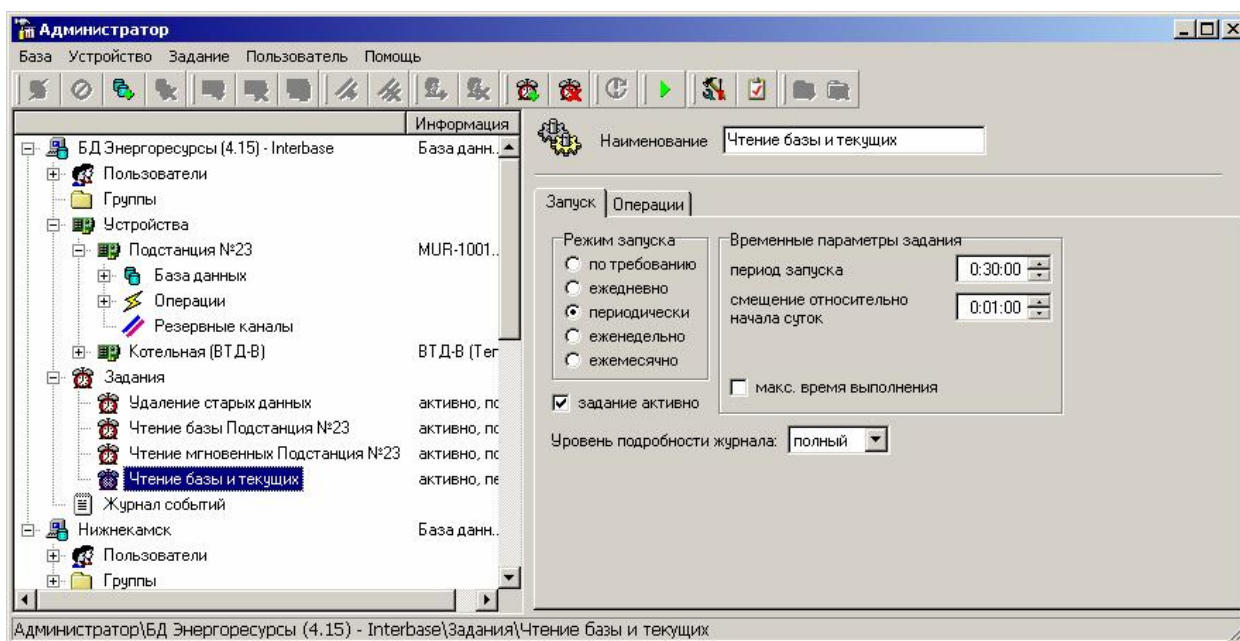 Администратор
База Устройство Задание Пользователь Помощь
Информация
БД Энергоресурсы (4.15) - Interbase База данн..
Пользователи
Группы
Устройства
Подстанция №23 MUR-1001..
База данных
Операции
Резервные каналы
Котельная (ВТД-В) ВТД-В (Теп
Задания
Удаление старых данных активно, по
Чтение базы Подстанция №23 активно, по
Чтение мгновенных Подстанция №23 активно, по
Чтение базы и текущих активно, пе
Журнал событий
Нижнекамск База данн..
Пользователи
Группы
Наименование Чтение базы и текущих
Запуск Операции
Режим запуска
по требованию
ежедневно
периодически
еженедельно
ежемесячно
задание активно
Временные параметры задания
период запуска 0:30:00
смещение относительно
начала суток 0:01:00
макс. время выполнения
Уровень подробности журнала: полный
Администратор\БД Энергоресурсы (4.15) - Interbase\Задания\Чтение базы и текущих